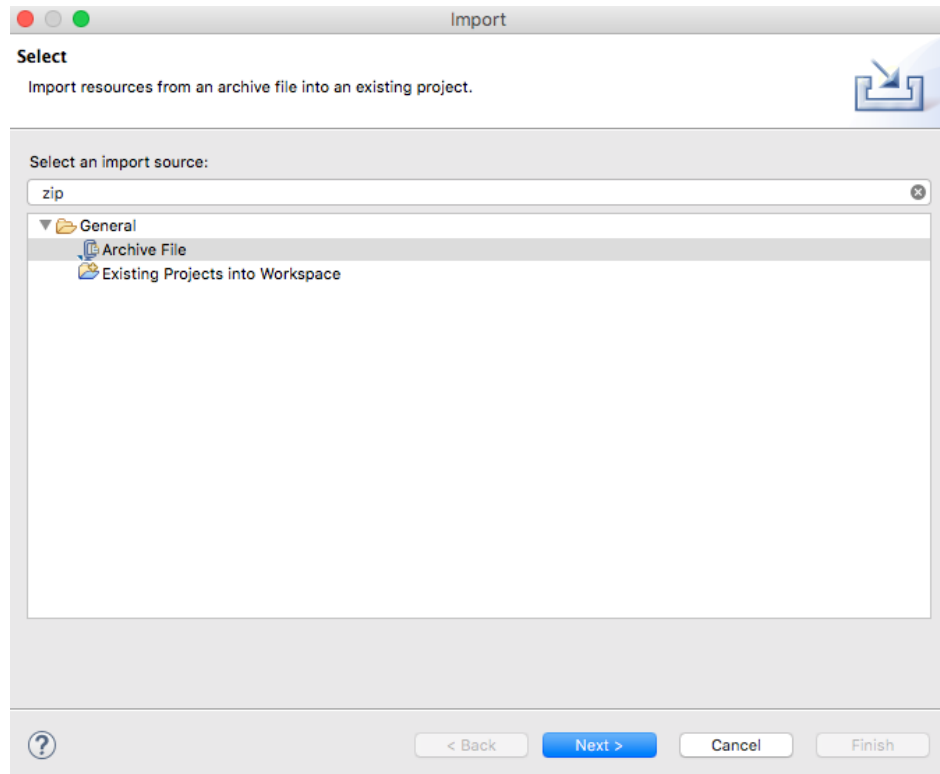 Import
Select
Import resources from an archive file into an existing project.
Select an import source:
zip
General
Archive File
Existing Projects into Workspace
?
< Back Next > Cancel Finish